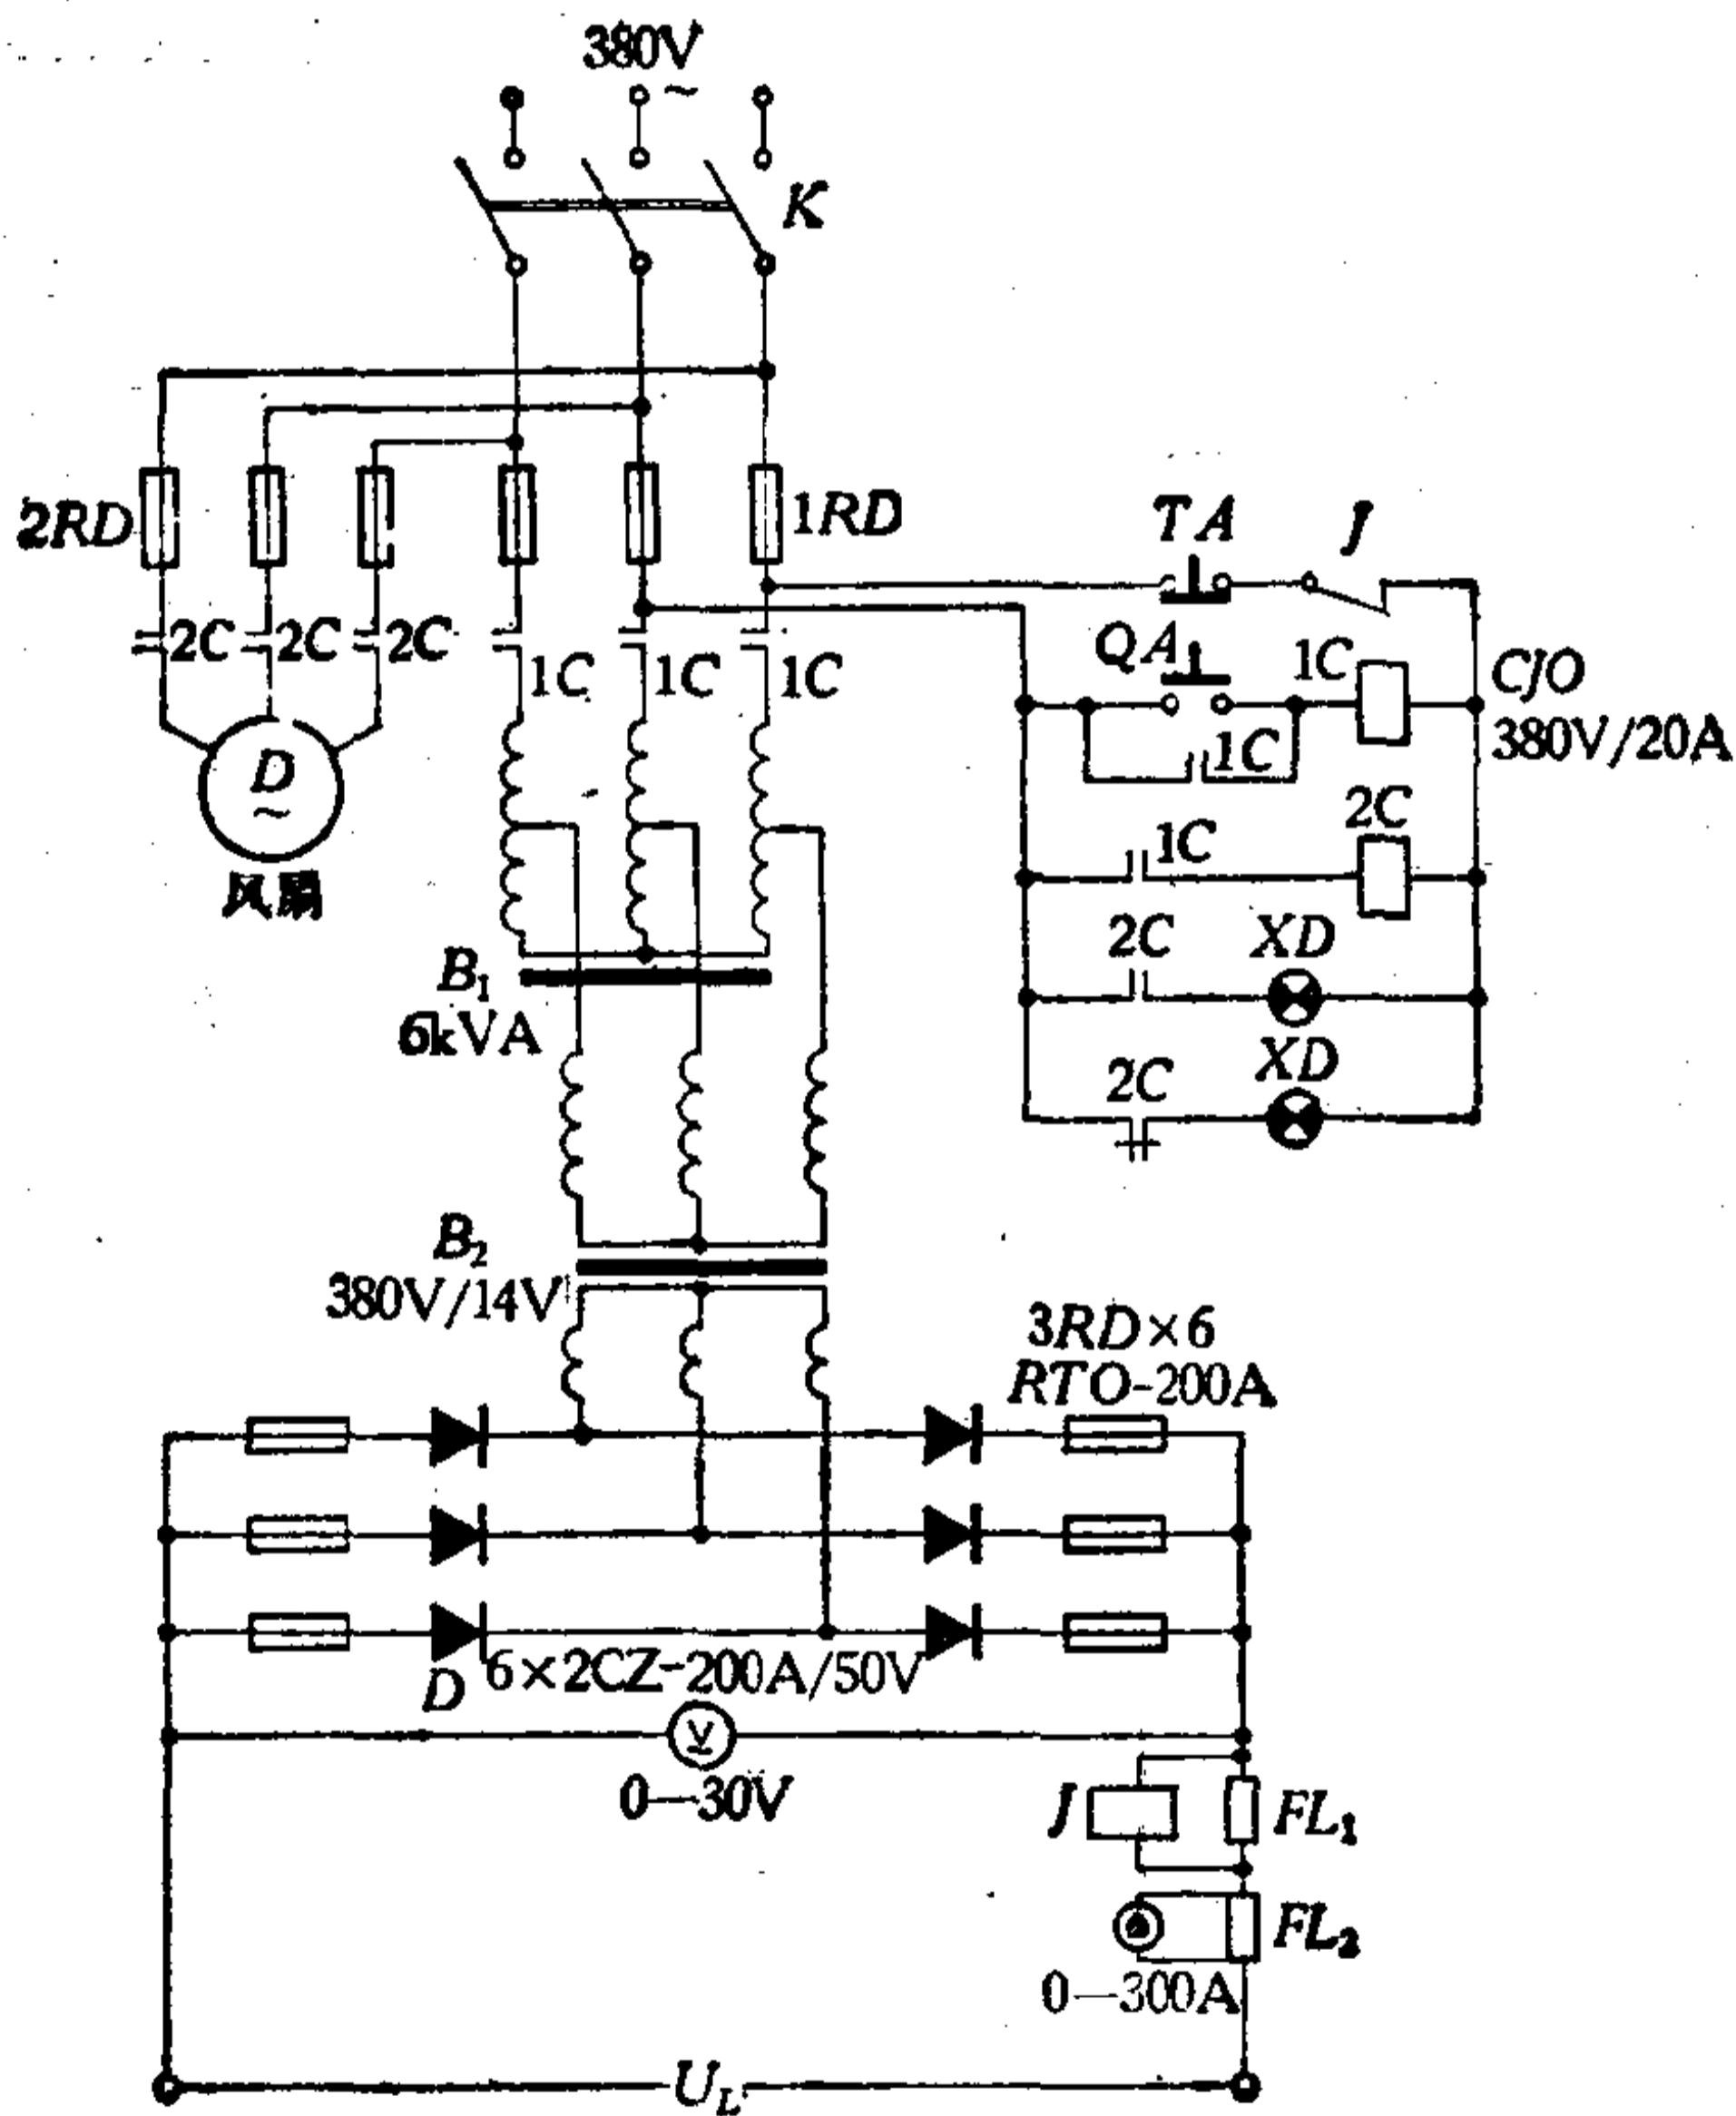 380V
~
K
2RD
1RD
TA
J
2C
2C
2C
1C
1C
1C
QA
1C
CJO
380V/20A
1C
D
~
风扇
1C
2C
2C
XD
B₁
6kVA
2C
XD
B₂
380V/14V
3RD×6
RTO-200A
D
6×2CZ-200A/50V
V
0—30V
J
FL₁
FL₂
0—300A
U_L